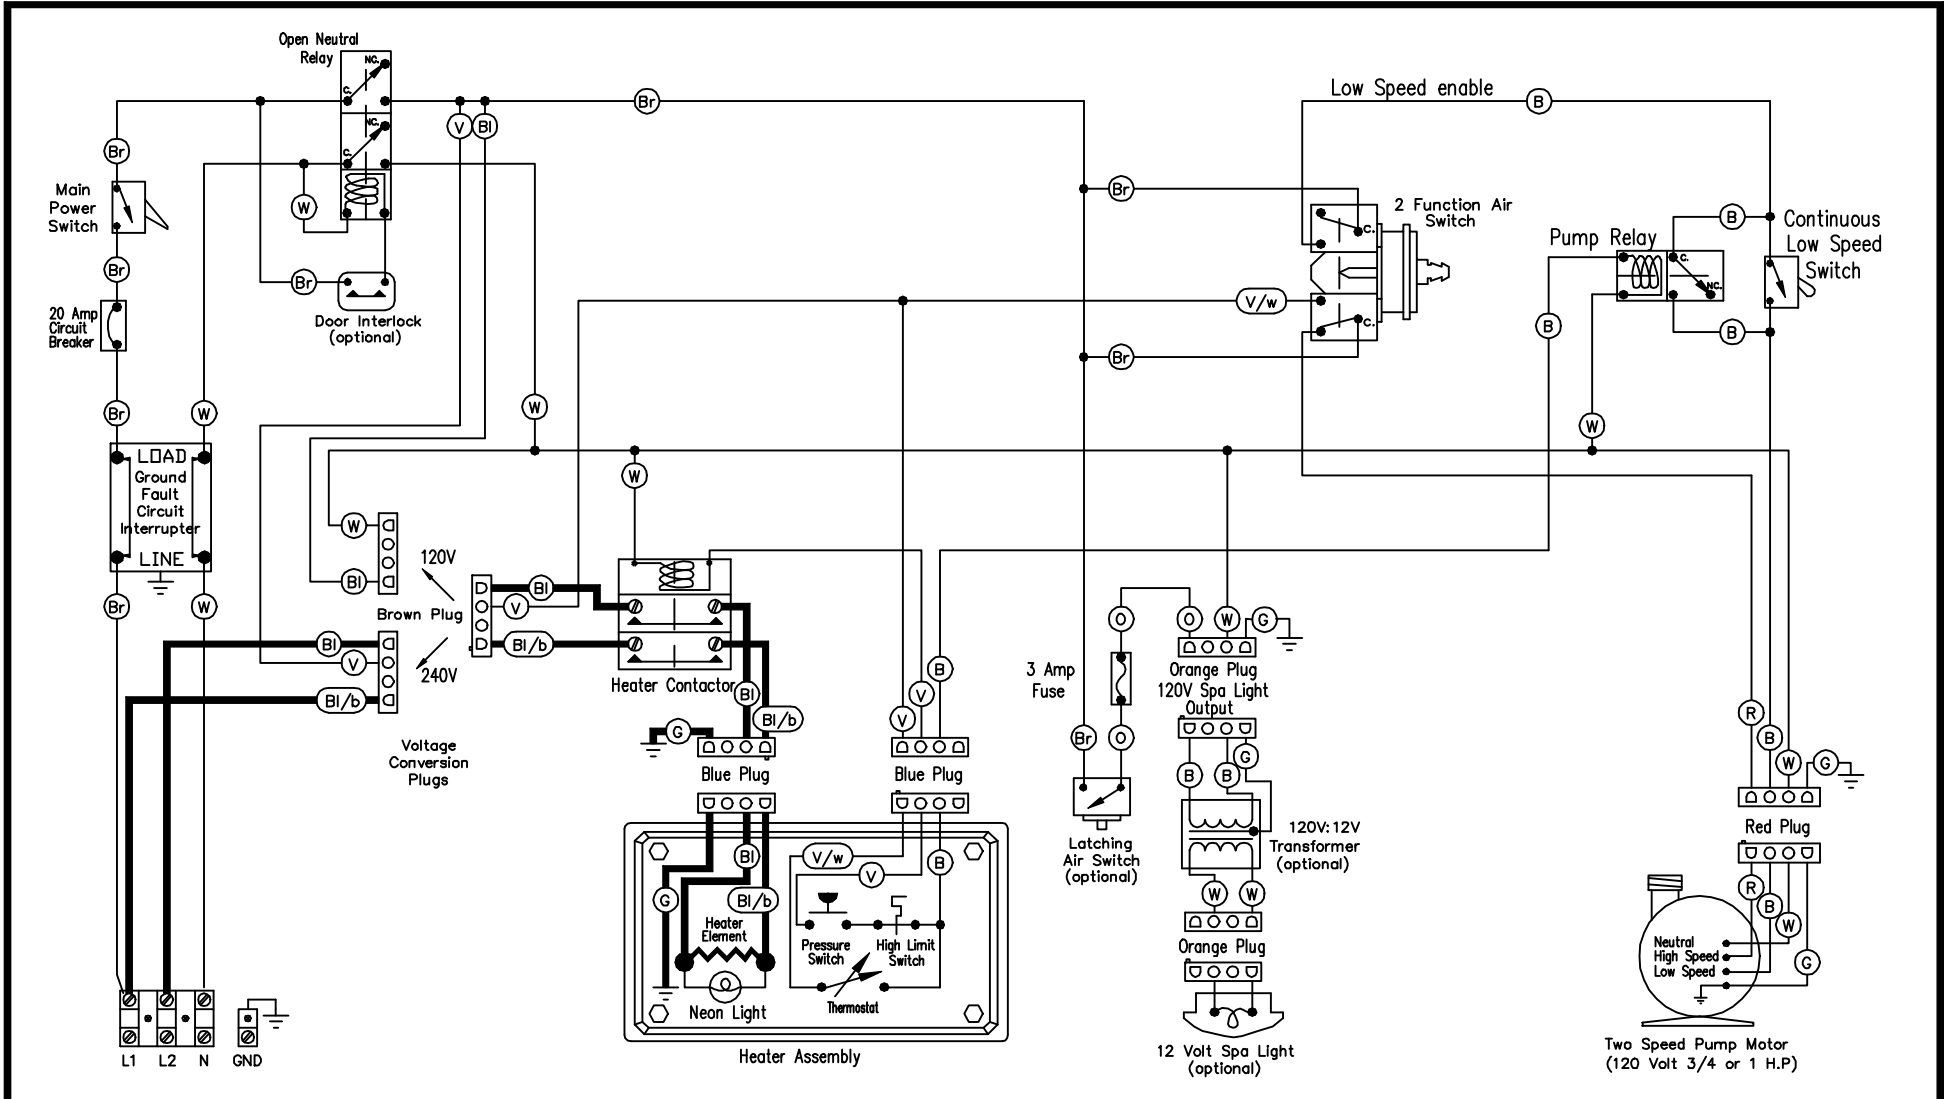 Open Neutral
Relay
NC.
C.
NC.
C.
Low Speed enable
B
Br
V
Bl
Br
Br
Main
Power
Switch
W
2 Function Air
Switch
C.
B
Continuous
Low Speed
Switch
Pump Relay
C.
NC.
Br
Br
V/w
C.
B
B
20 Amp
Circuit
Breaker
Door Interlock
(optional)
Br
Br
W
W
W
LOAD
Ground
Fault
Circuit
Interrupter
LINE
W
W
120V
Bl
Brown Plug
Bl
V
Bl/b
Br
W
Bl
V
240V
Bl/b
Heater Contactor
Bl
Bl/b
G
Voltage
Conversion
Plugs
B
V
V
O
O
W
G
3 Amp
Fuse
Orange Plug
120V Spa Light
Output
Br
O
G
B
B
R
B
W
G
Blue Plug
Blue Plug
Red Plug
120V:12V
Transformer
(optional)
Latching
Air Switch
(optional)
Bl
V/w
V
B
G
Bl/b
W
W
R
B
W
G
Heater
Element
Pressure
Switch
High Limit
Switch
Thermostat
Neon Light
Orange Plug
Neutral
High Speed
Low Speed
L1
L2
N
GND
Heater Assembly
12 Volt Spa Light
(optional)
Two Speed Pump Motor
(120 Volt 3/4 or 1 H.P)